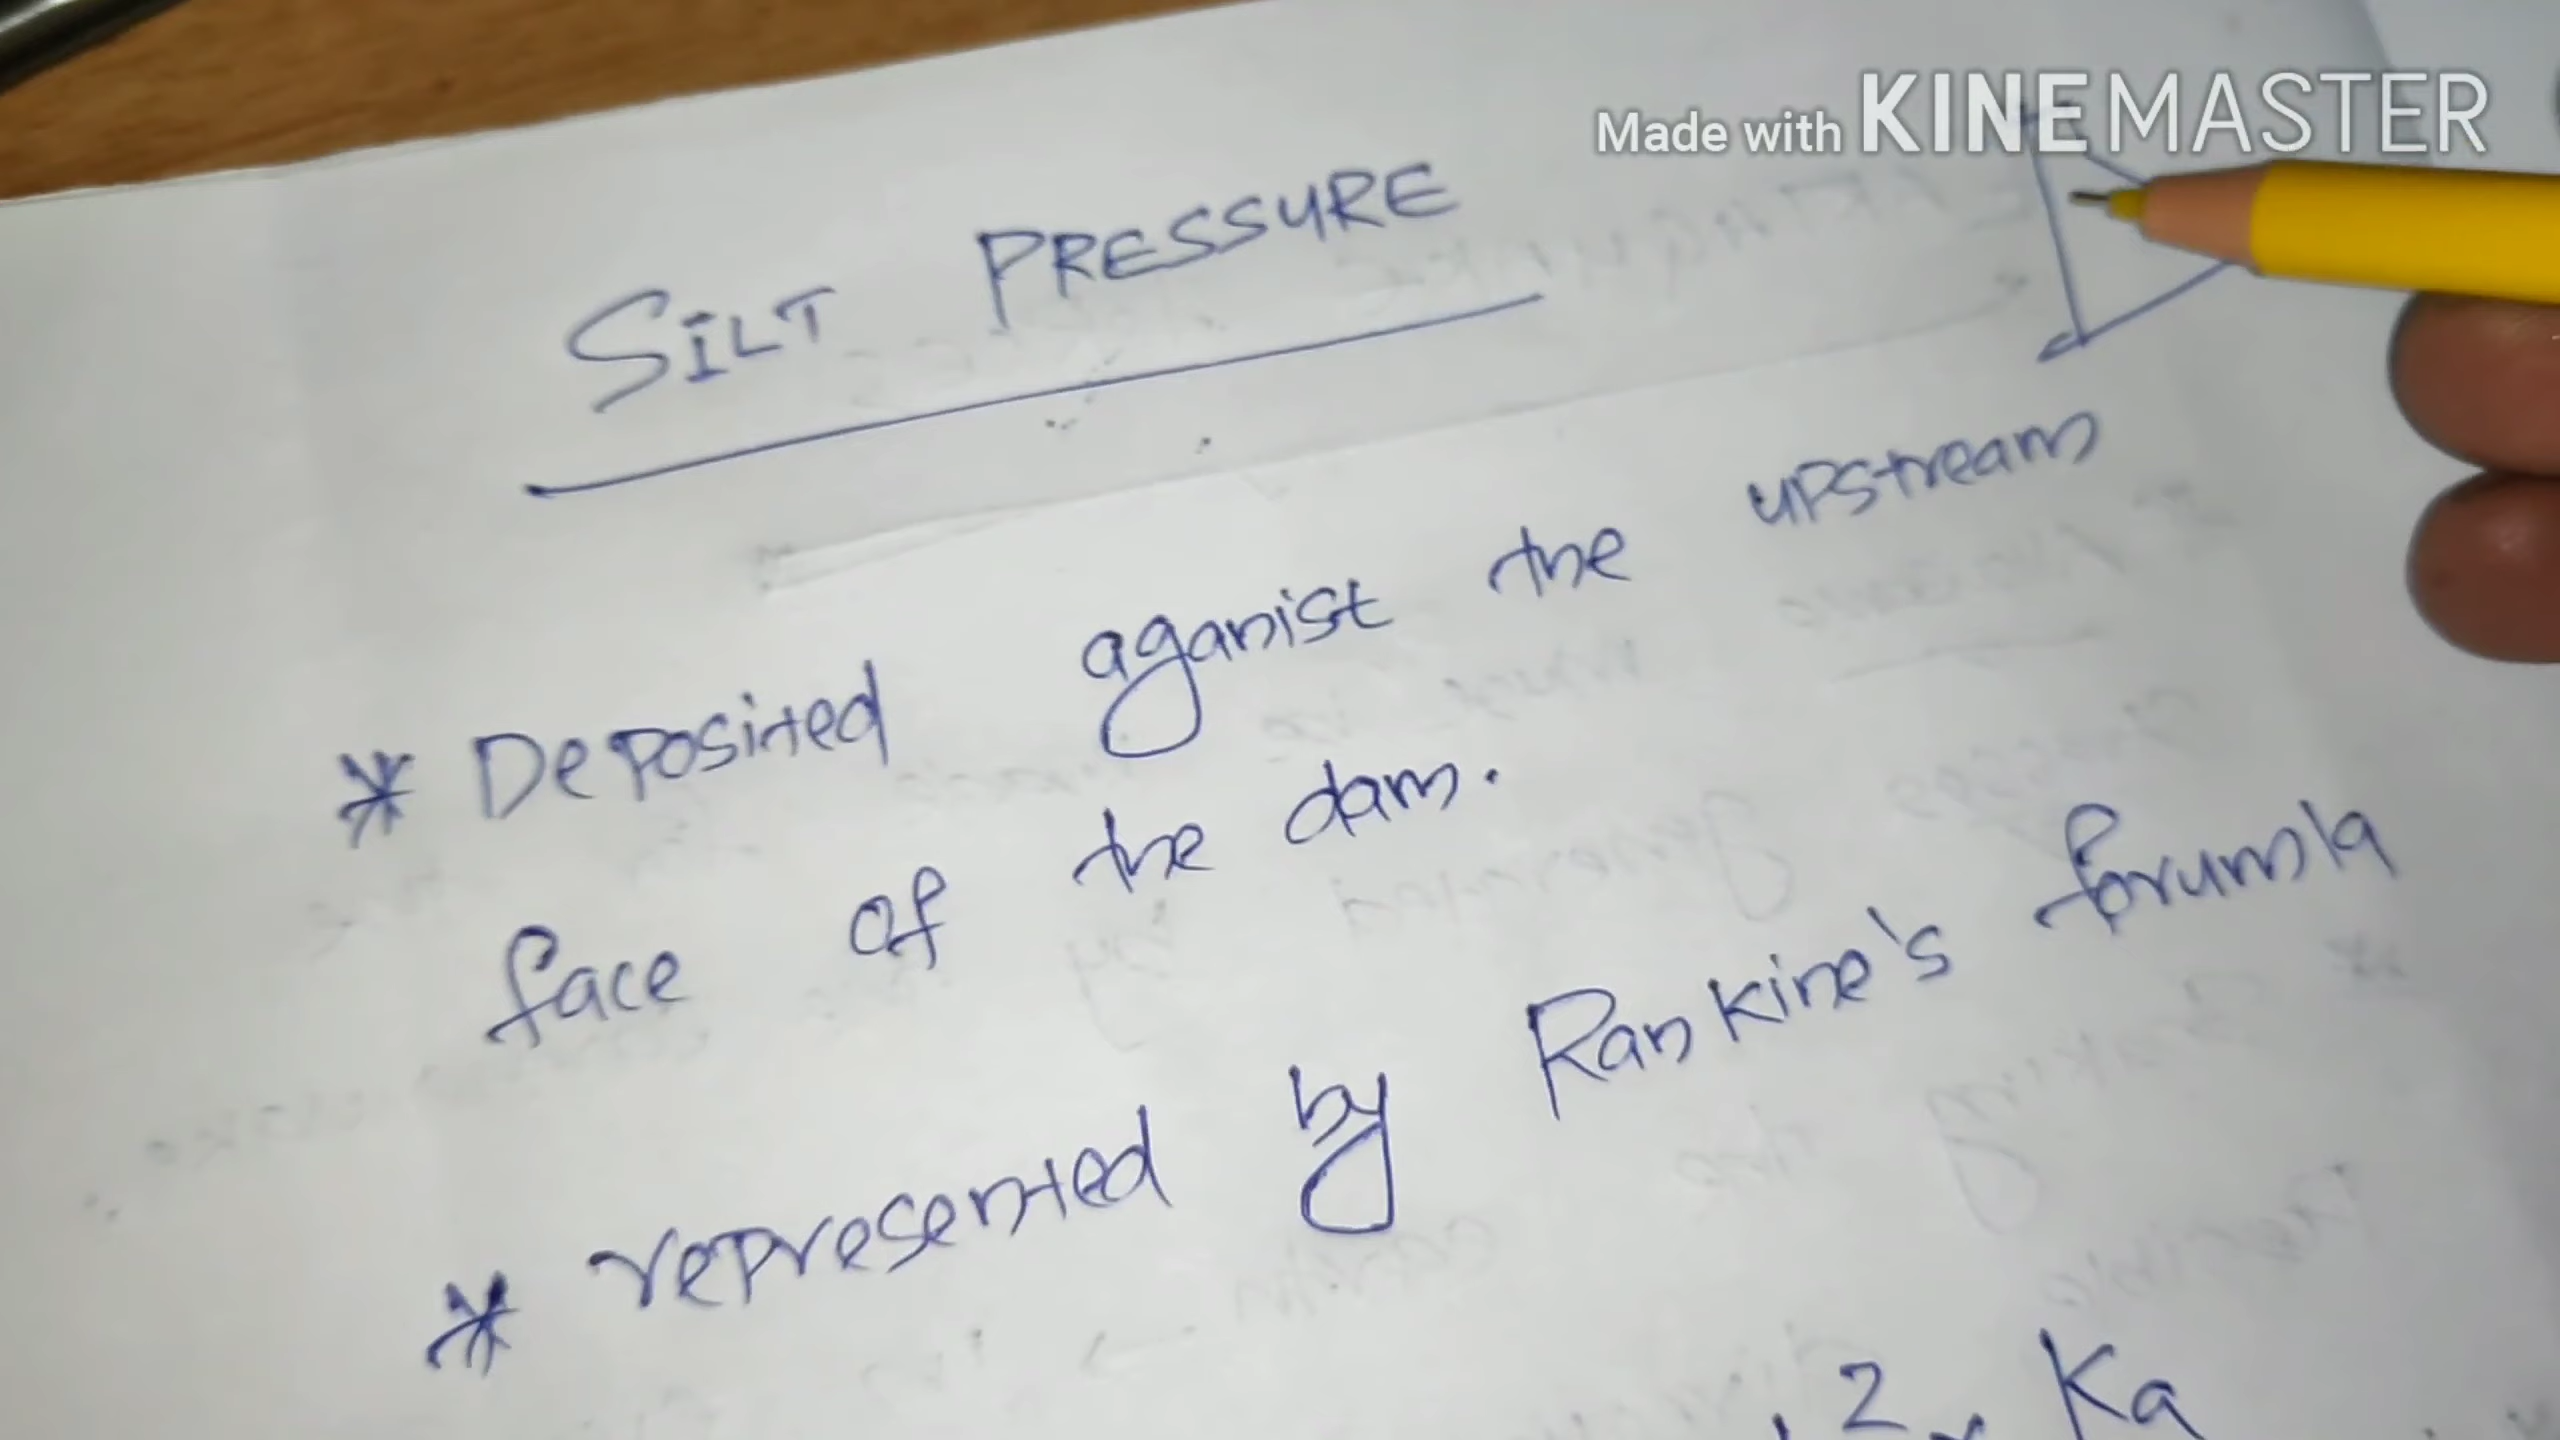 Made with KINEMASTER
SILT PRESSURE
* Deposited aganist the upstream
face of the dam.
* represented by Rankine's forumla
2 x Ka